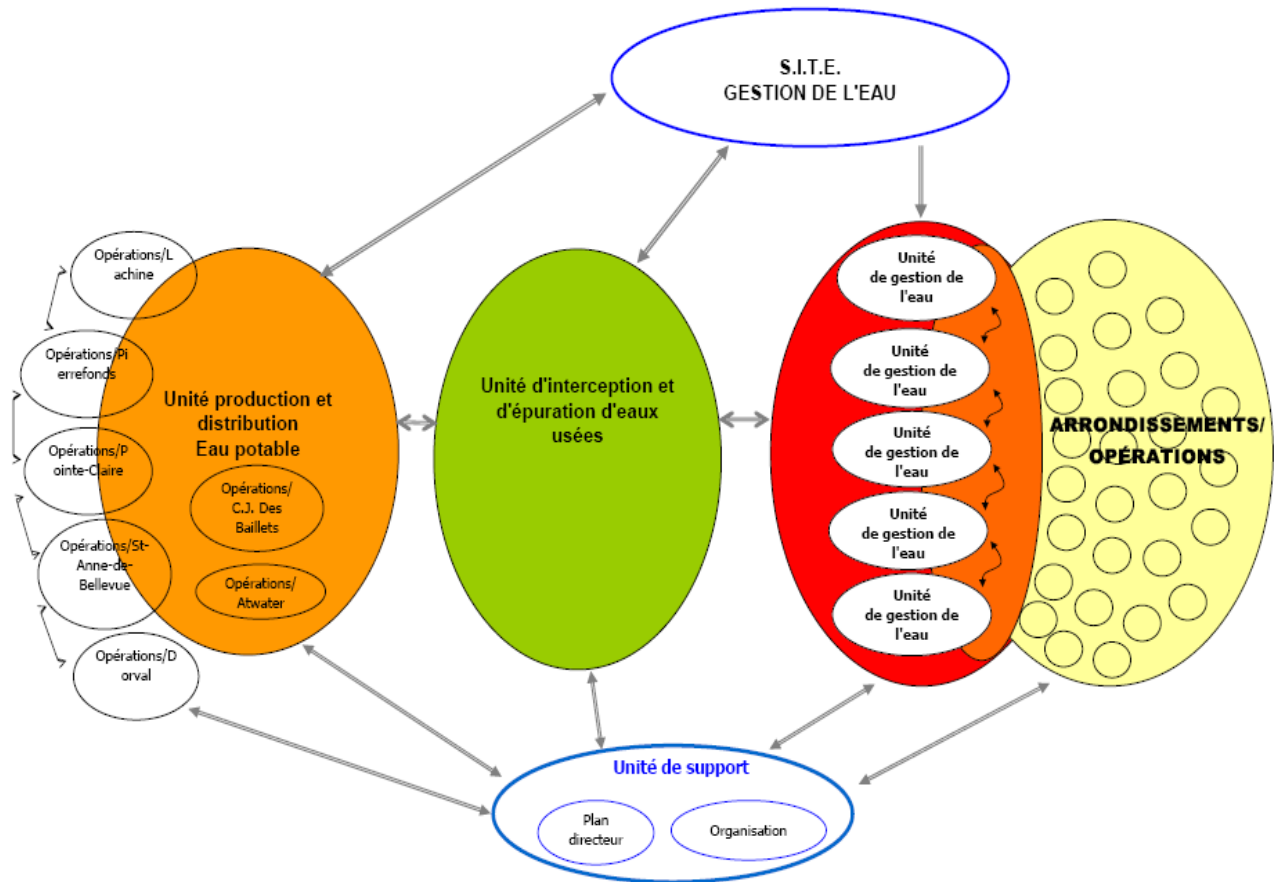 S.I.T.E.
GESTION DE L'EAU
Opérations/L
achine
Opérations/Pi
errefonds
Opérations/P
ointe-Claire
Opérations/St-
Anne-de-
Bellevue
Opérations/D
orval
Unité production et
distribution
Eau potable
Opérations/
C.J. Des
Baillets
Opérations/
Atwater
Unité d'interception et
d'épuration d'eaux
usées
Unité
de gestion de
l'eau
Unité
de gestion de
l'eau
Unité
de gestion de
l'eau
Unité
de gestion de
l'eau
Unité
de gestion de
l'eau
ARRONDISSEMENTS/
OPÉRATIONS
Unité de support
Plan
directeur
Organisation